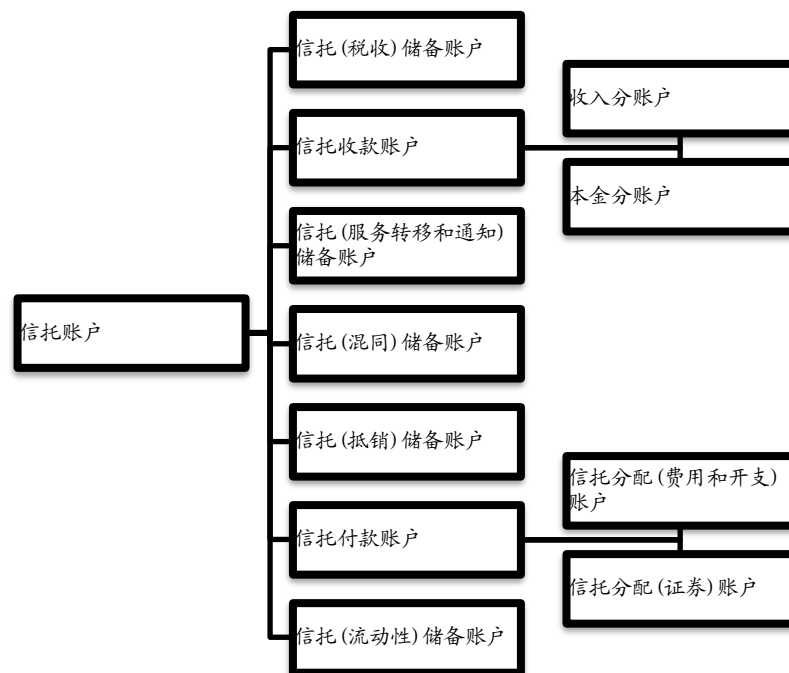 信托(税收)储备账户
收入分账户
信托收款账户
本金分账户
信托(服务转移和通知)
储备账户
信托账户
信托(混同)储备账户
信托(抵销)储备账户
信托分配(费用和开支)
账户
信托付款账户
信托分配(证券)账户
信托(流动性)储备账户